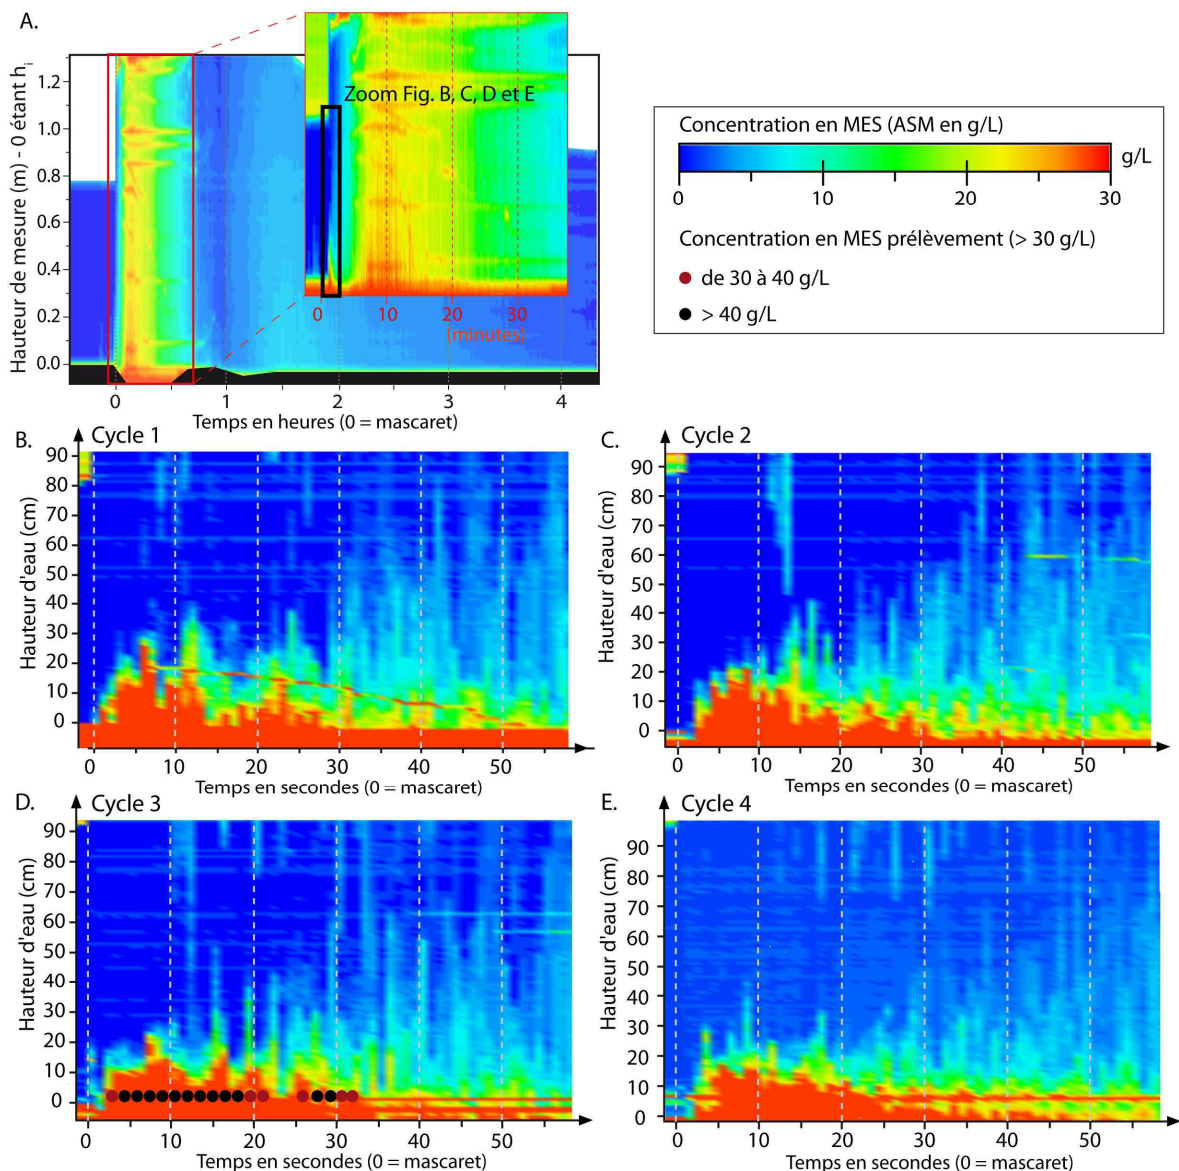 A.
Hauteur de mesure (m) - 0 étant hi
1.2
1.0
0.8
0.6
0.4
0.2
0.0
0 1 2 3 4
Temps en heures (0 = mascaret)
Zoom Fig. B, C, D et E
0 10 20 30
(minutes)
Concentration en MES (ASM en g/L)
g/L
0 10 20 30
Concentration en MES prélèvement (> 30 g/L)
de 30 à 40 g/L
> 40 g/L
B. Cycle 1
Hauteur d'eau (cm)
90
80
70
60
50
40
30
20
10
0
0 10 20 30 40 50
Temps en secondes (0 = mascaret)
C. Cycle 2
Hauteur d'eau (cm)
90
80
70
60
50
40
30
20
10
0
0 10 20 30 40 50
Temps en secondes (0 = mascaret)
D. Cycle 3
Hauteur d'eau (cm)
90
80
70
60
50
40
30
20
10
0
0 10 20 30 40 50
Temps en secondes (0 = mascaret)
E. Cycle 4
Hauteur d'eau (cm)
90
80
70
60
50
40
30
20
10
0
0 10 20 30 40 50
Temps en secondes (0 = mascaret)